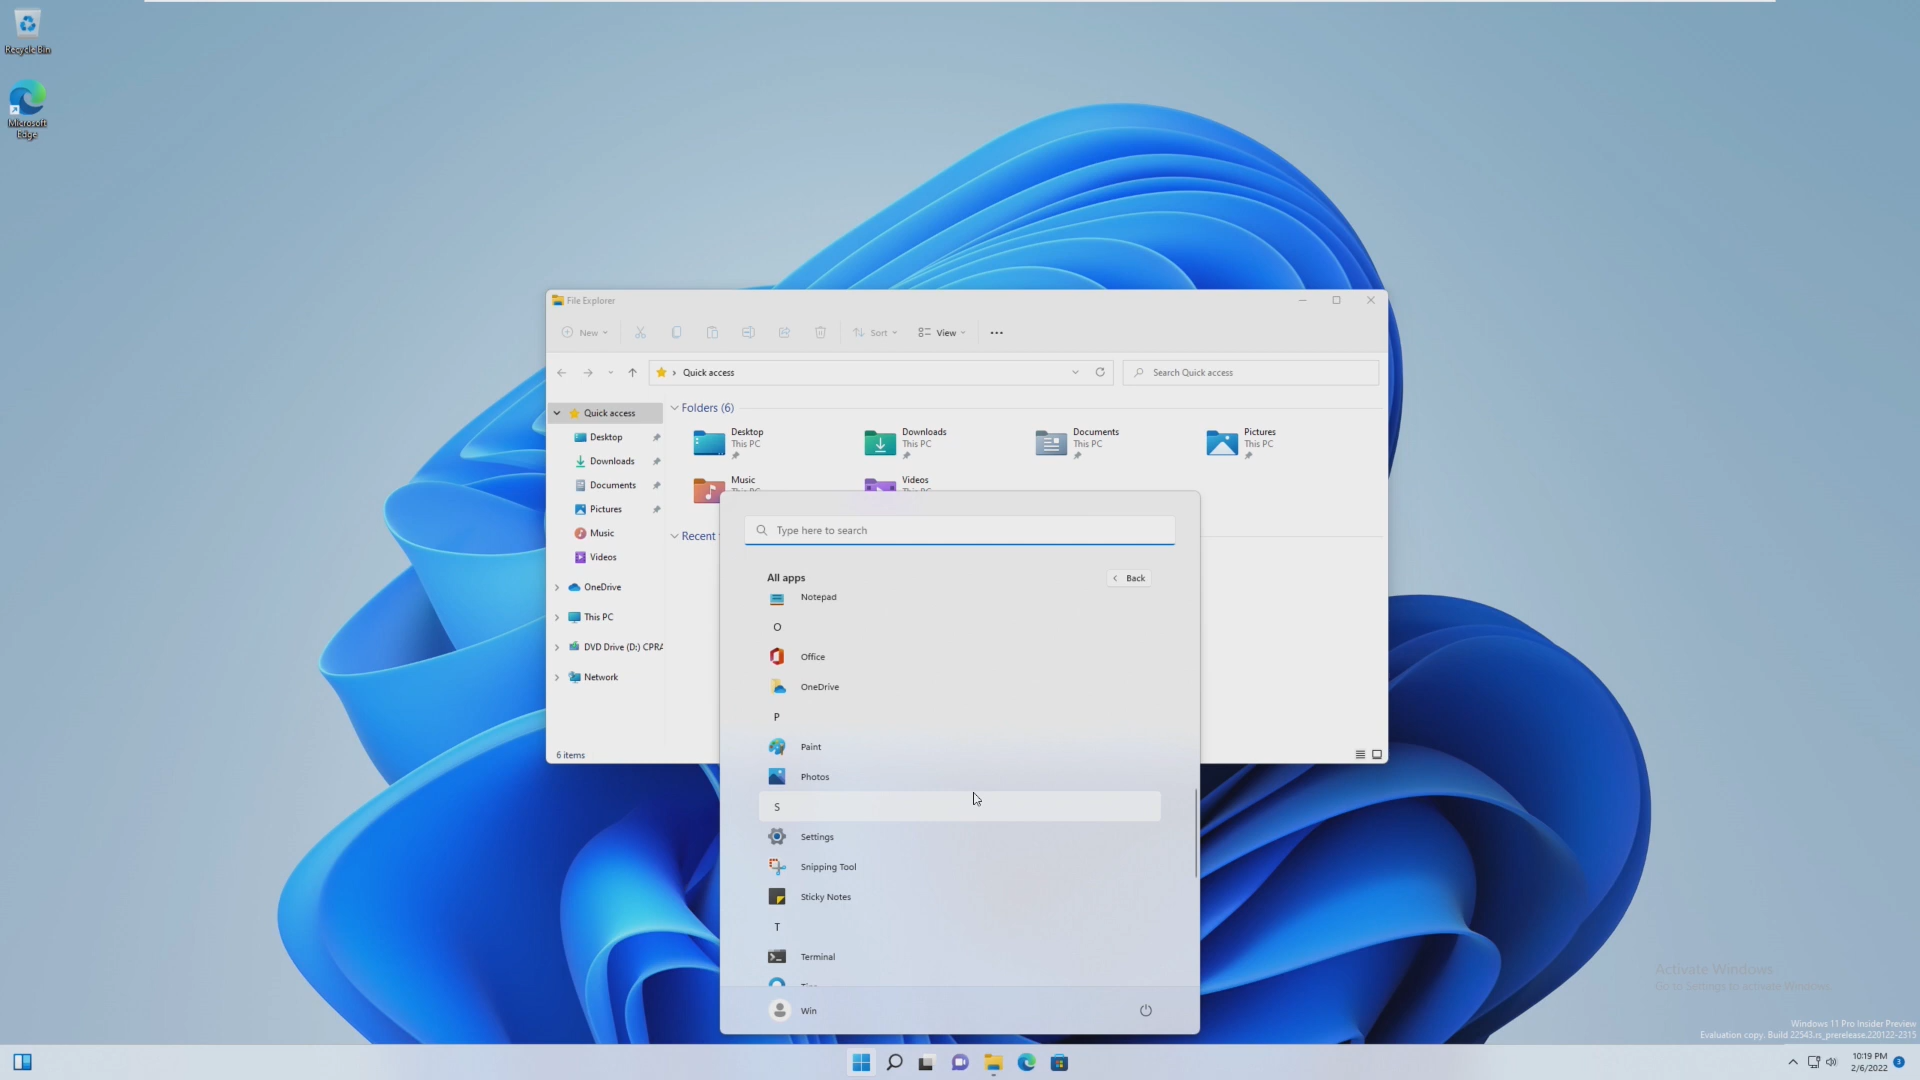 Recycle Bin
Microsoft
Edge
File Explorer
New
Sort
View
Quick access
Search Quick access
Quick access
Desktop
Downloads
Documents
Pictures
Music
Videos
OneDrive
This PC
DVD Drive (D:) CPRA
Network
6 items
Folders (6)
Desktop
This PC
Downloads
This PC
Documents
This PC
Pictures
This PC
Music
This PC
Videos
This PC
Recent
Type here to search
All apps
Back
Notepad
O
Office
OneDrive
P
Paint
Photos
S
Settings
Snipping Tool
Sticky Notes
T
Terminal
Win
Activate Windows
Go to Settings to activate Windows.
Windows 11 Pro Insider Preview
Evaluation copy. Build 22543.rs_prerelease.220122-2315
10:19 PM
2/6/2022
3